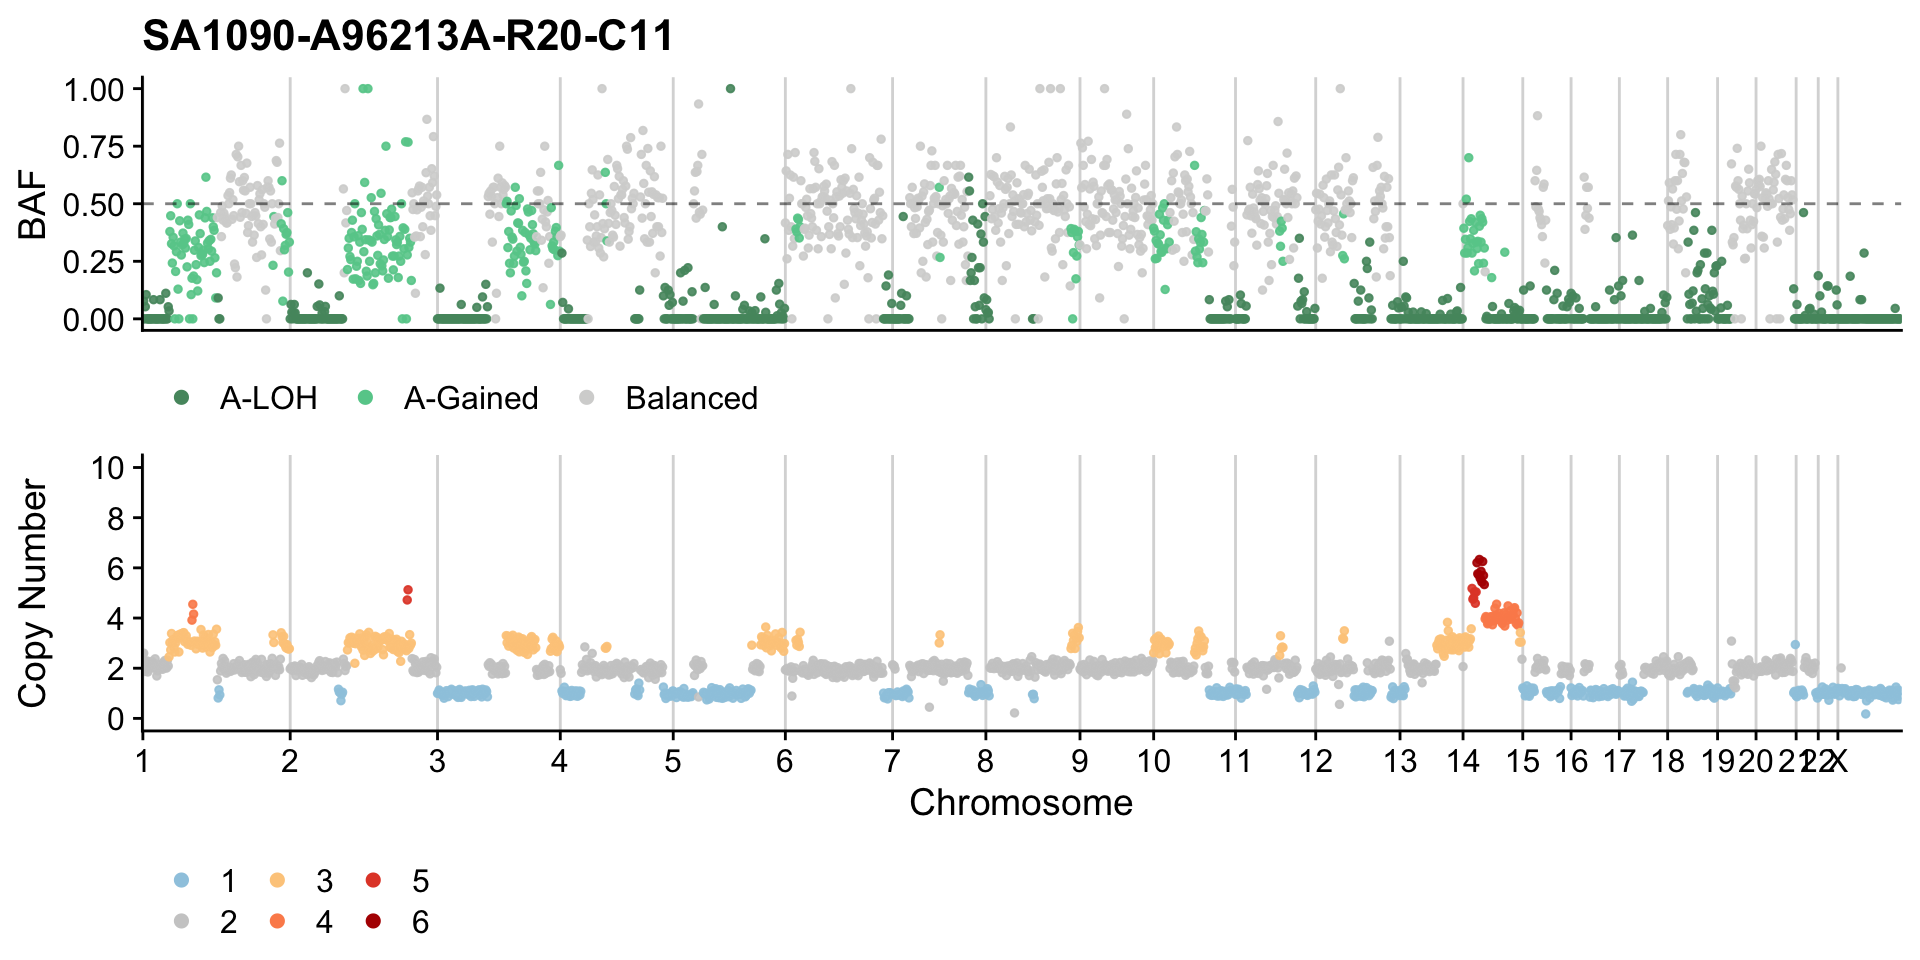 SA1090-A96213A-R20-C11
1.00
0.75
0.50
0.25
0.00
BAF
A-LOH A-Gained Balanced
10
8
6
4
2
0
Copy Number
1 2 3 4 5 6 7 8 9 10 11 12 13 14 15 16 17 18 19 20 21 22 X
Chromosome
1 3 5
2 4 6